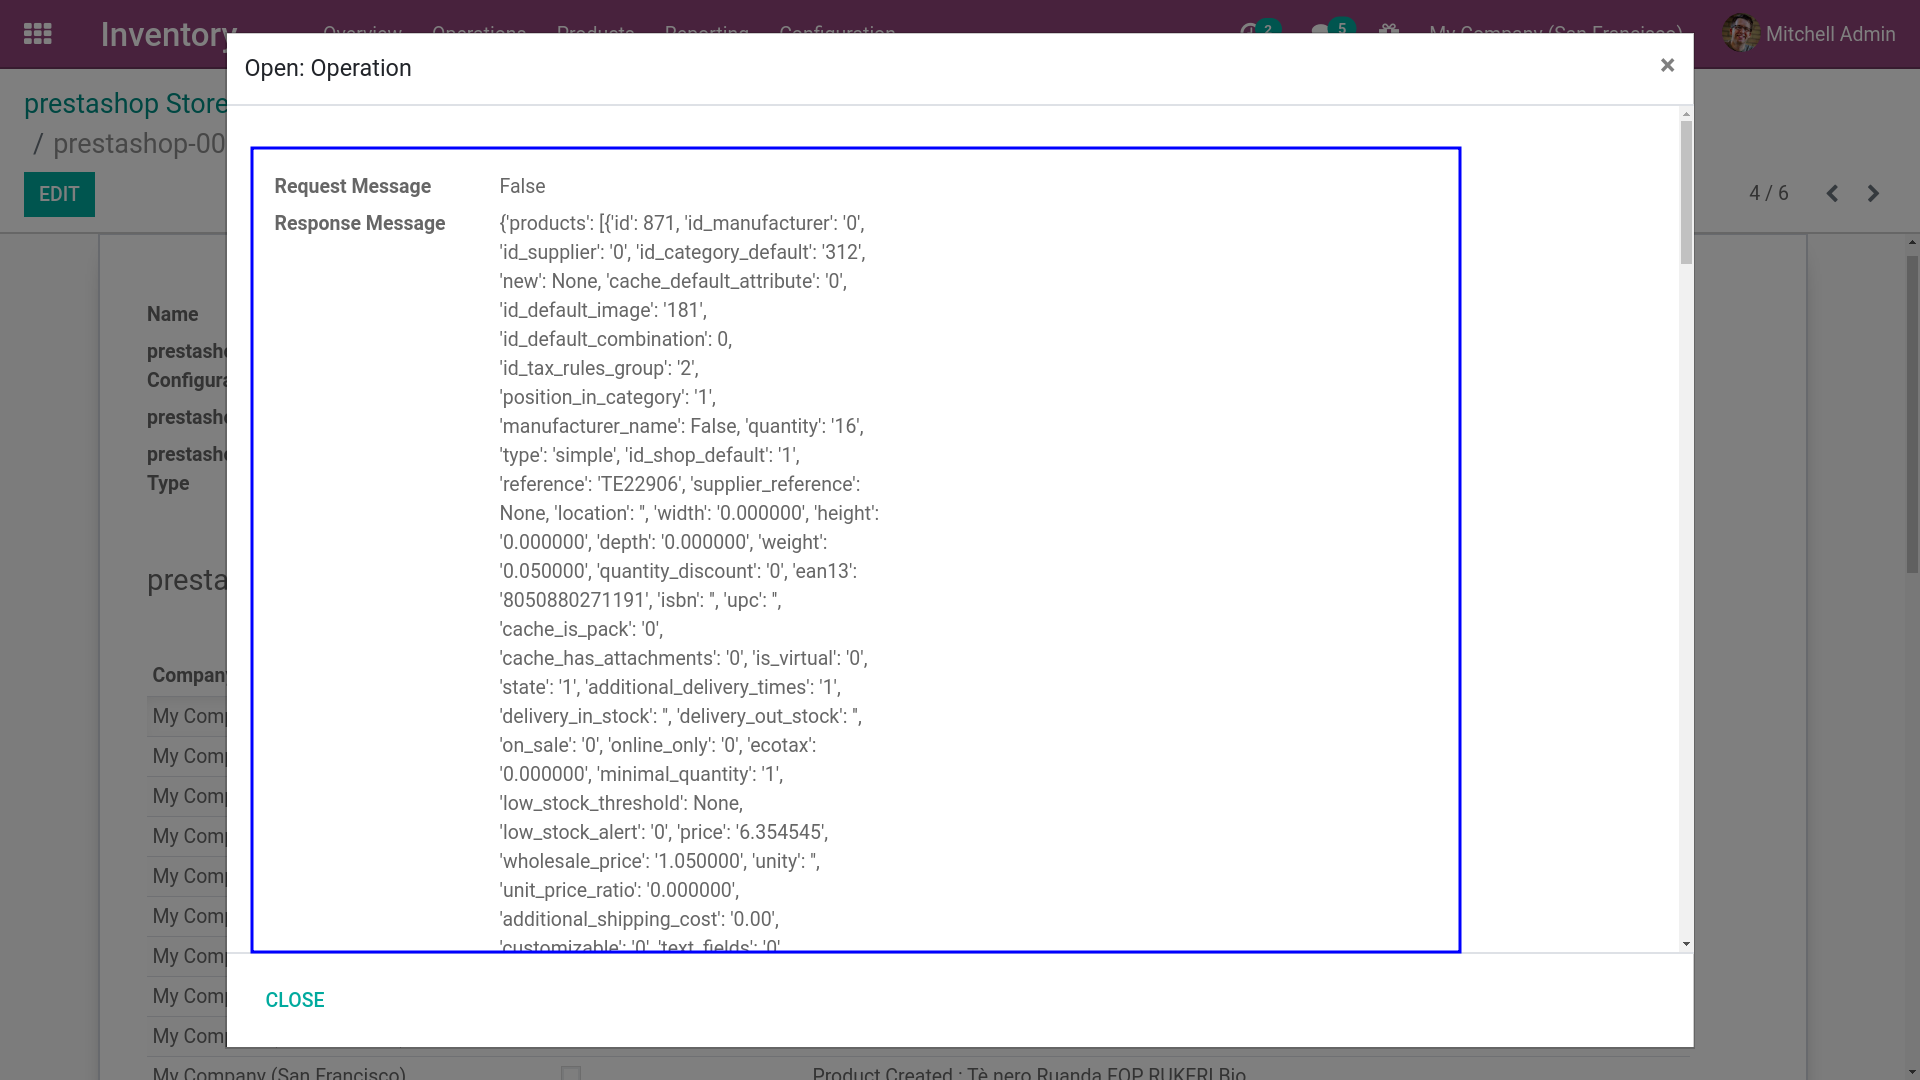 Inventory
Overview Operations Products Reporting Configuration
2
5
My Company (San Francisco)
Mitchell Admin
Open: Operation
×
prestashop Store
/ prestashop-00
EDIT
4 / 6
Request Message False
Response Message {'products': [{'id': 871, 'id_manufacturer': '0',
'id_supplier': '0', 'id_category_default': '312',
'new': None, 'cache_default_attribute': '0',
'id_default_image': '181',
'id_default_combination': 0,
'id_tax_rules_group': '2',
'position_in_category': '1',
'manufacturer_name': False, 'quantity': '16',
'type': 'simple', 'id_shop_default': '1',
'reference': 'TE22906', 'supplier_reference':
None, 'location': '', 'width': '0.000000', 'height':
'0.000000', 'depth': '0.000000', 'weight':
'0.050000', 'quantity_discount': '0', 'ean13':
'8050880271191', 'isbn': '', 'upc': '',
'cache_is_pack': '0',
'cache_has_attachments': '0', 'is_virtual': '0',
'state': '1', 'additional_delivery_times': '1',
'delivery_in_stock': '', 'delivery_out_stock': '',
'on_sale': '0', 'online_only': '0', 'ecotax':
'0.000000', 'minimal_quantity': '1',
'low_stock_threshold': None,
'low_stock_alert': '0', 'price': '6.354545',
'wholesale_price': '1.050000', 'unity': '',
'unit_price_ratio': '0.000000',
'additional_shipping_cost': '0.00',
'customizable': '0', 'text_fields': '0'
Name
Configura
Type
presta
Company
My Comp
My Comp
My Comp
My Comp
My Comp
My Comp
My Comp
My Comp
My Comp
My Company (San Francisco) Product Created : Tè nero Ruanda FOP RUKERI Bio
CLOSE